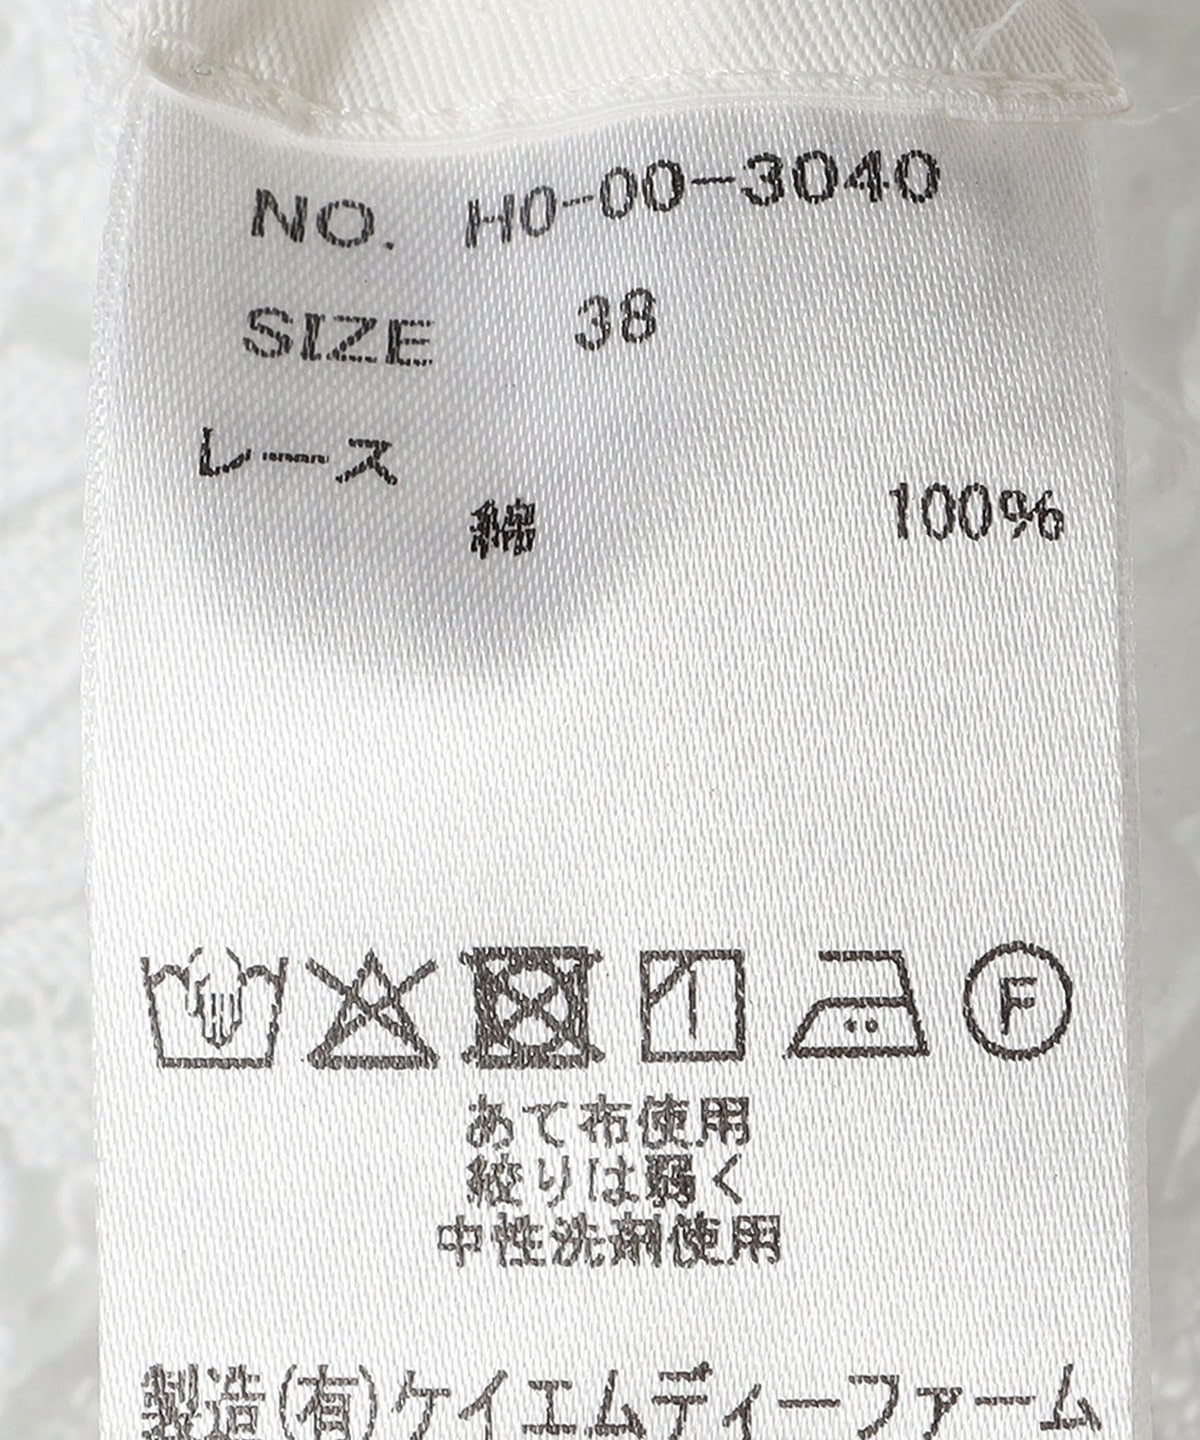 NO. H0-00-3040
SIZE 38
レース
綿 100%
F
あて布使用
絞りは弱く
中性洗剤使用
製造(有)ケイエムディーファーム